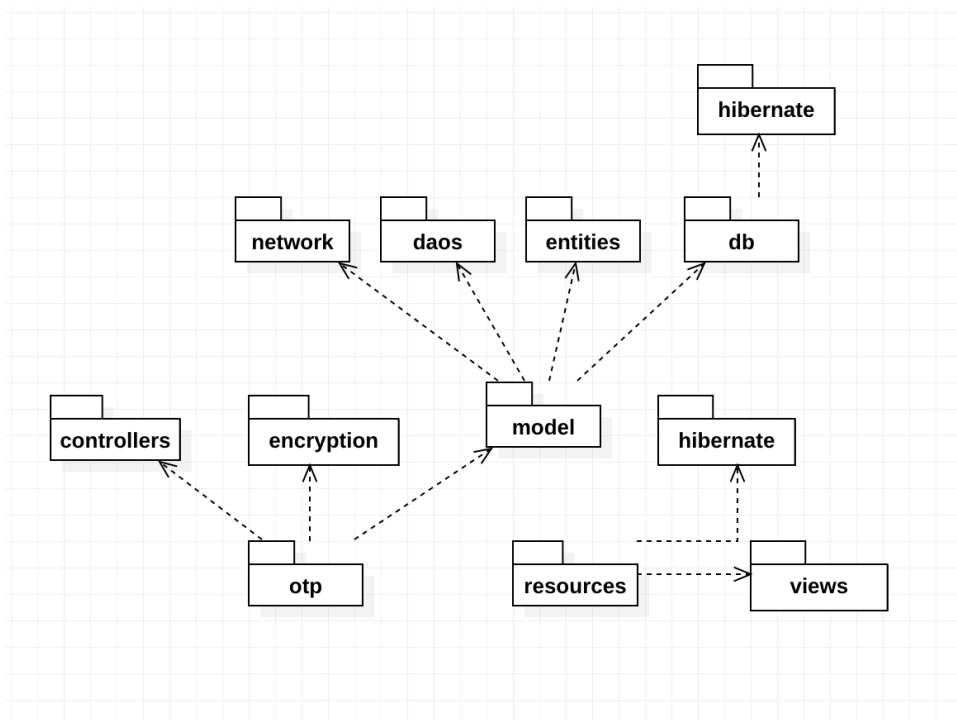 hibernate
network
daos
entities
db
controllers
encryption
model
hibernate
otp
resources
views